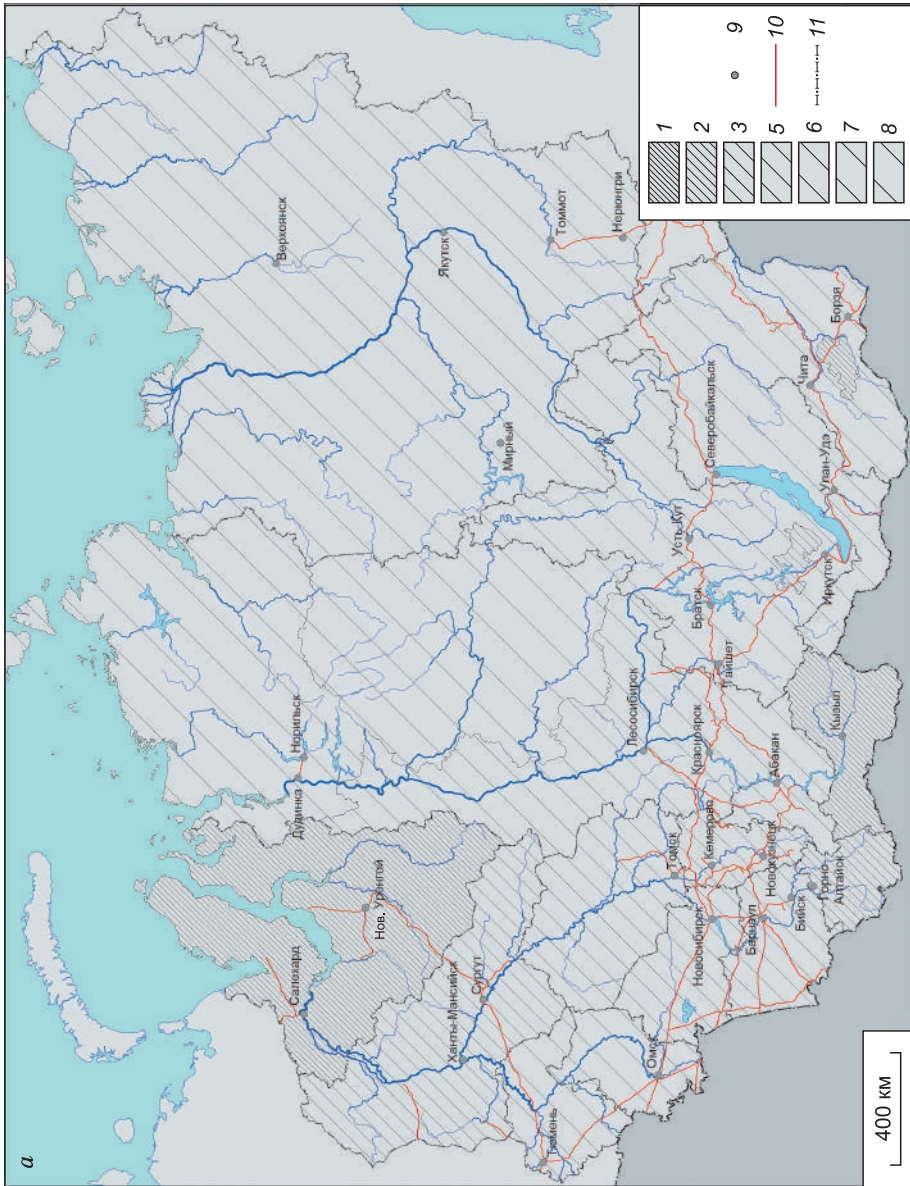 а
Салехард
Дудинка
Норильск
Нов. Уренгой
Верхоянск
Ханты-Мансийск
Сургут
Якутск
Мирный
Тюмень
Томмот
Нерюнгри
Омск
Лесосибирск
Томск
Новосибирск
Кемерово
Красноярск
Тайшет
Братск
Усть-Кут
Северобайкальск
Барнаул
Новокузнецк
Абакан
Бийск
Горно-
Алтайск
Кызыл
Иркутск
Улан-Удэ
Чита
Борзя
1
2
3
5
6
7
8
9
10
11
400 км